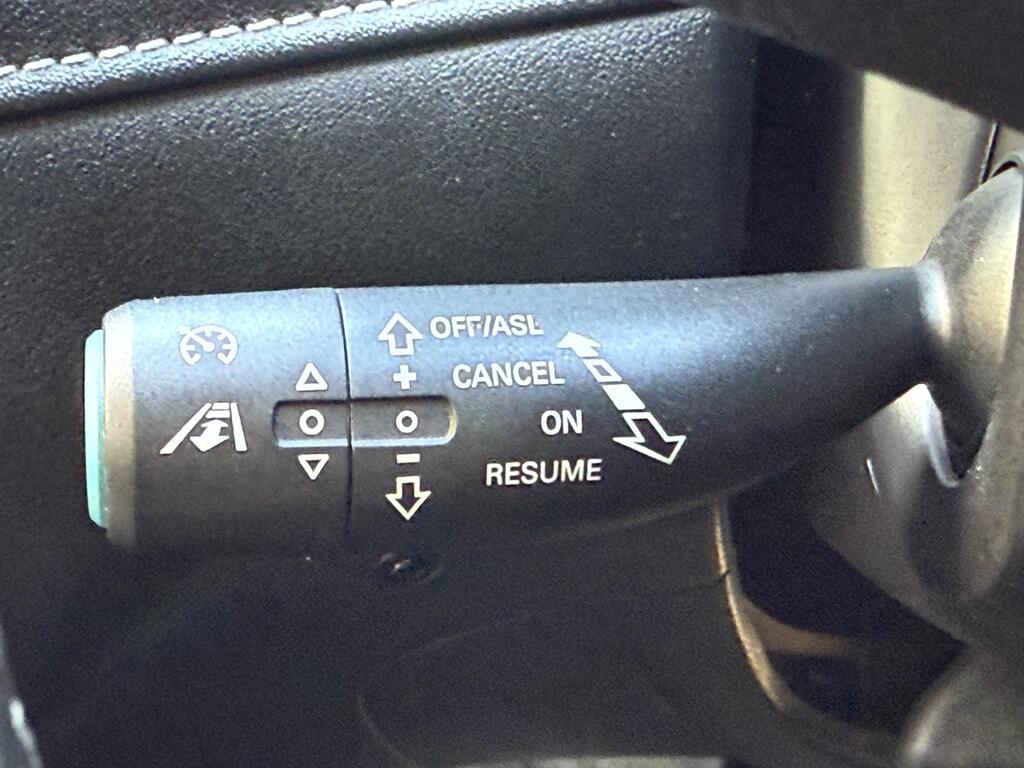 OFF/ASL
+ CANCEL
ON
- RESUME